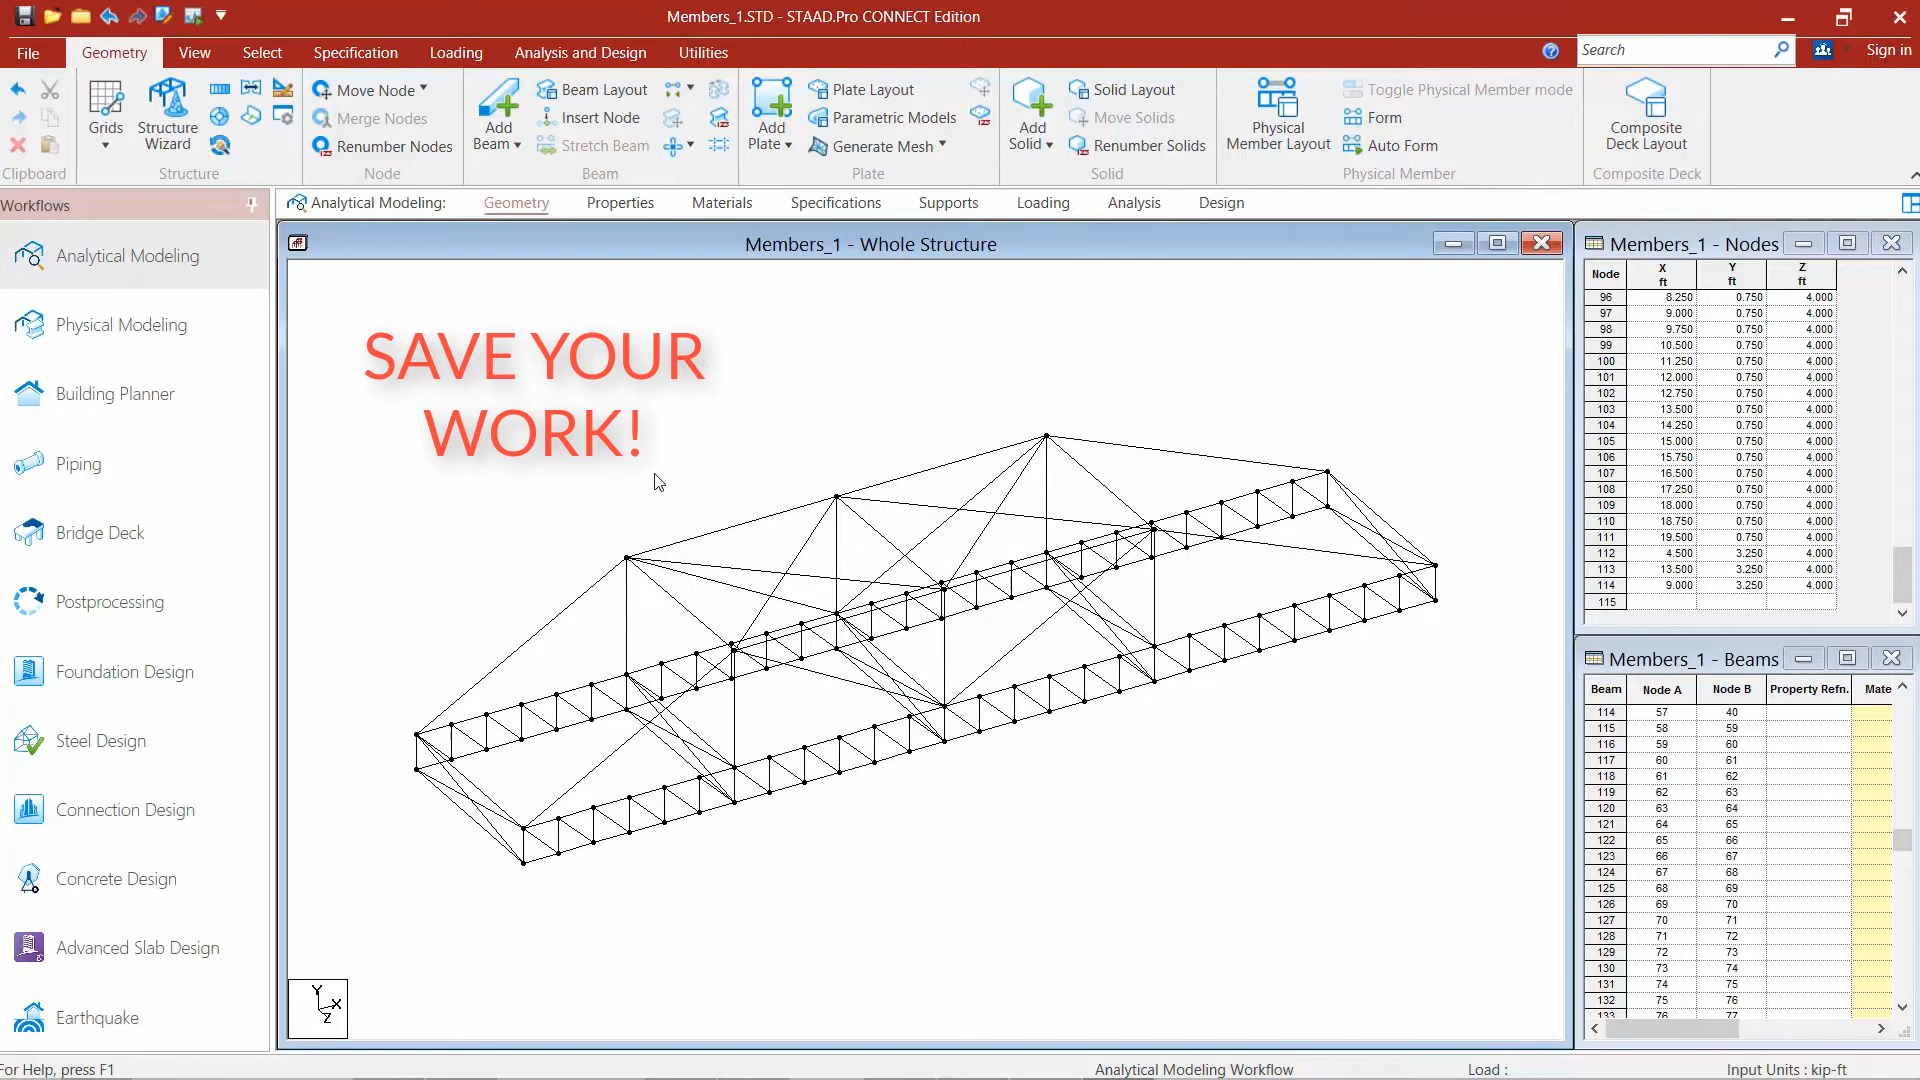 Members_1.STD - STAAD.Pro CONNECT Edition
File Geometry View Select Specification Loading Analysis and Design Utilities Search Sign in
Grids
Structure Wizard
Clipboard
Structure
Move Node
Merge Nodes
Renumber Nodes
Node
Add Beam
Beam Layout
Insert Node
Stretch Beam
Beam
Add Plate
Plate Layout
Parametric Models
Generate Mesh
Plate
Add Solid
Solid Layout
Move Solids
Renumber Solids
Solid
Physical Member Layout
Toggle Physical Member mode
Form
Auto Form
Physical Member
Composite Deck Layout
Composite Deck
Workflows
Analytical Modeling: Geometry Properties Materials Specifications Supports Loading Analysis Design
Analytical Modeling
Physical Modeling
Building Planner
Piping
Bridge Deck
Postprocessing
Foundation Design
Steel Design
Connection Design
Concrete Design
Advanced Slab Design
Earthquake
Members_1 - Whole Structure
SAVE YOUR
WORK!
Y
X
Z
Members_1 - Nodes
Node X ft Y ft Z ft
96 8.250 0.750 4.000
97 9.000 0.750 4.000
98 9.750 0.750 4.000
99 10.500 0.750 4.000
100 11.250 0.750 4.000
101 12.000 0.750 4.000
102 12.750 0.750 4.000
103 13.500 0.750 4.000
104 14.250 0.750 4.000
105 15.000 0.750 4.000
106 15.750 0.750 4.000
107 16.500 0.750 4.000
108 17.250 0.750 4.000
109 18.000 0.750 4.000
110 18.750 0.750 4.000
111 19.500 0.750 4.000
112 4.500 3.250 4.000
113 13.500 3.250 4.000
114 9.000 3.250 4.000
115
Members_1 - Beams
Beam Node A Node B Property Refn. Mate
114 57 40
115 58 59
116 59 60
117 60 61
118 61 62
119 62 63
120 63 64
121 64 65
122 65 66
123 66 67
124 67 68
125 68 69
126 69 70
127 70 71
128 71 72
129 72 73
130 73 74
131 74 75
132 75 76
133 76 77
For Help, press F1
Analytical Modeling Workflow
Load :
Input Units : kip-ft